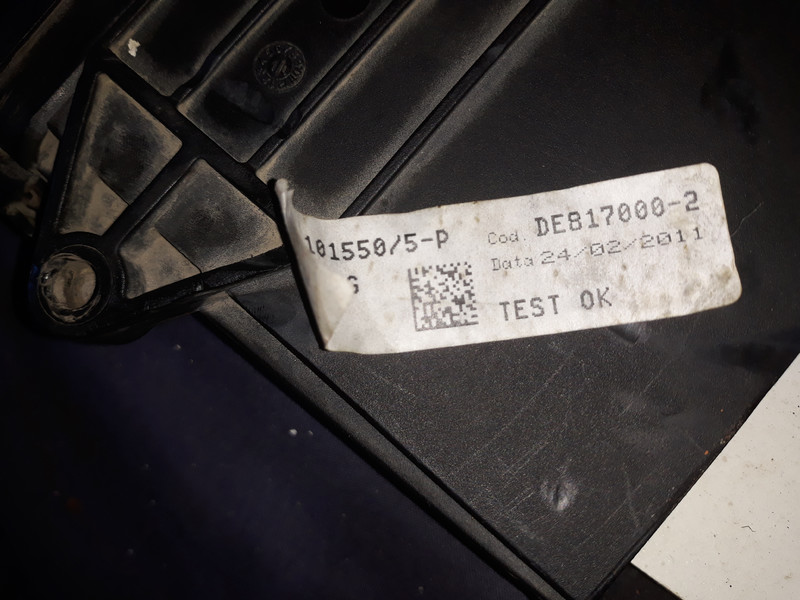 101550/5-P
Cod. DE817000-2
Data 24/02/2011
G
TEST OK